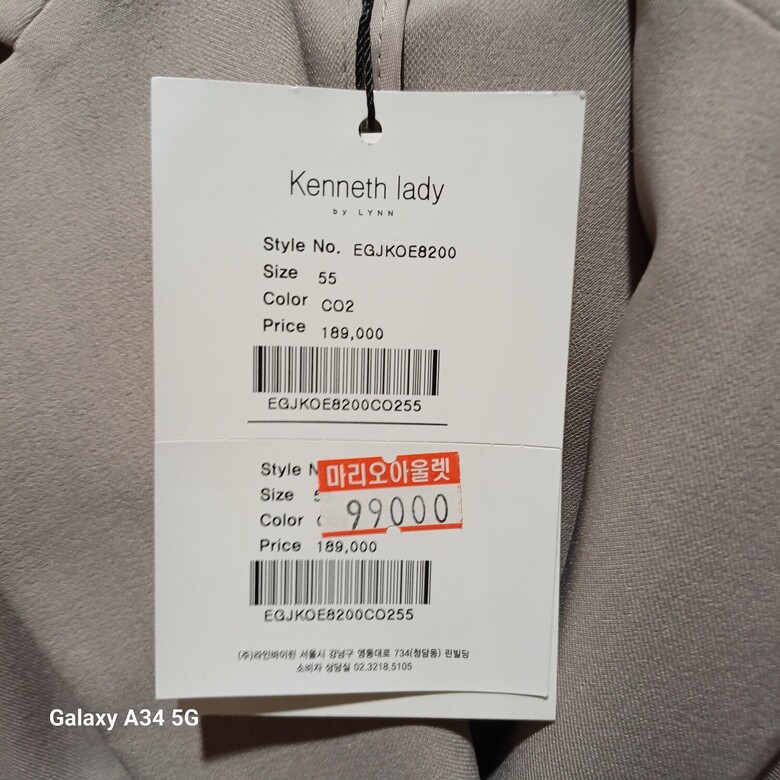 Kenneth lady
by LYNN
Style No. EGJKOE8200
Size 55
Color CO2
Price 189,000
EGJKOE8200CO255
Style
마리오아울렛
Size
99000
Color
Price 189,000
EGJKOE8200CO255
(주)라인바이린 서울시 강남구 영동대로 734(청담동) 린빌딩
소비자 상담실 02.3218.5105
Galaxy A34 5G